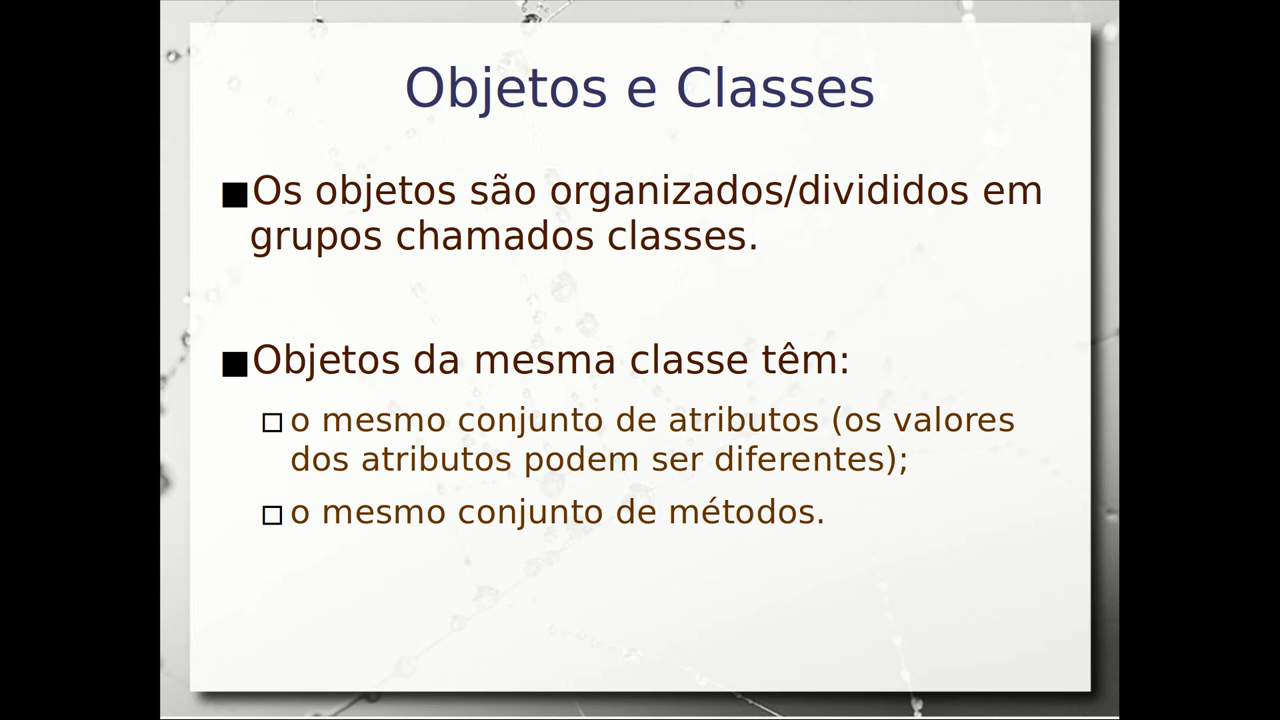 Objetos e Classes
Os objetos são organizados/divididos em
grupos chamados classes.
Objetos da mesma classe têm:
o mesmo conjunto de atributos (os valores
dos atributos podem ser diferentes);
o mesmo conjunto de métodos.